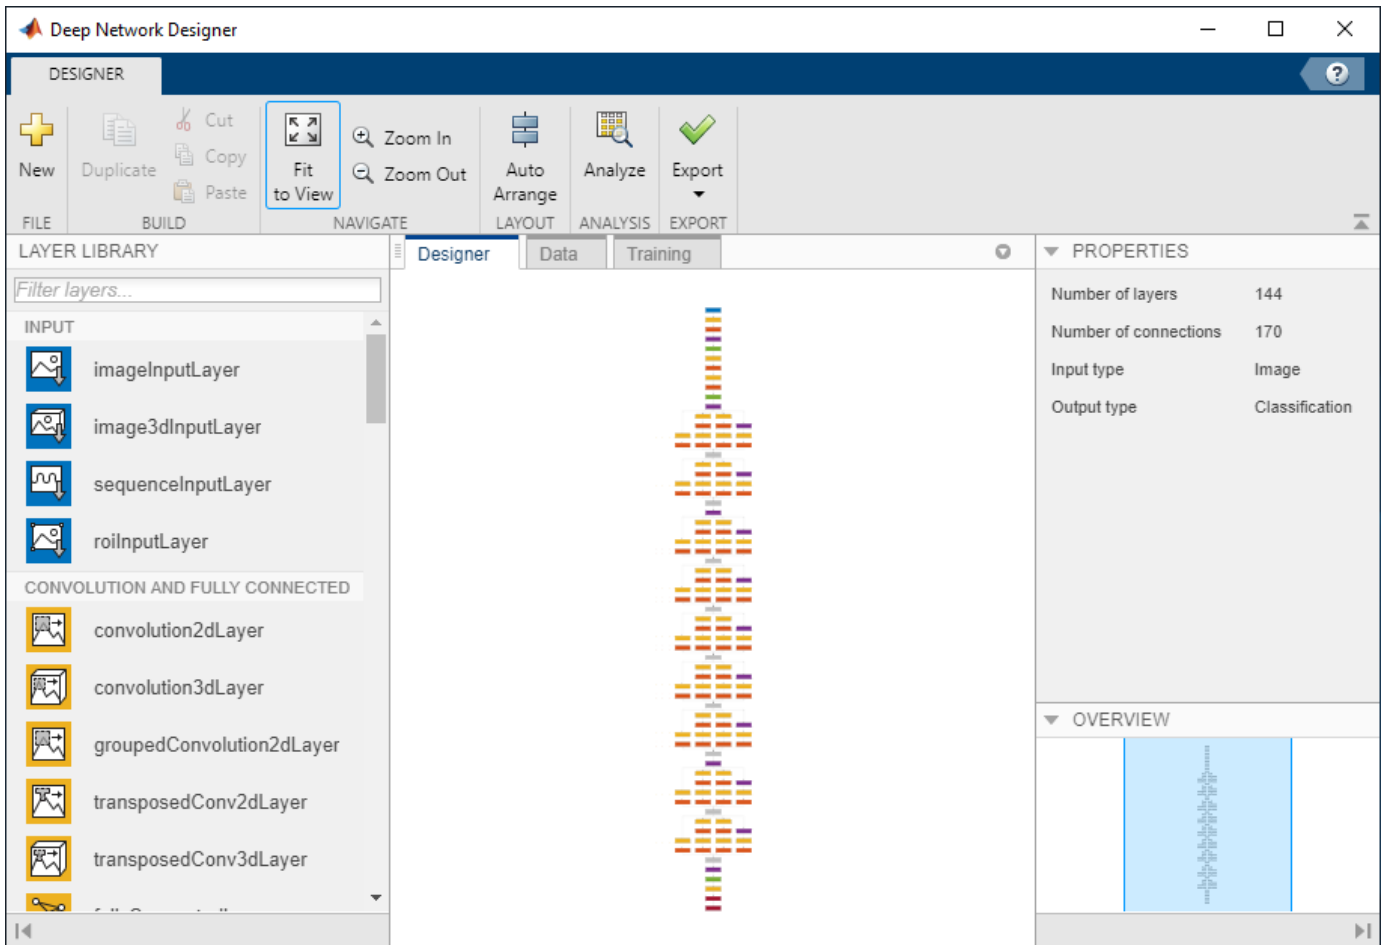 Deep Network Designer
DESIGNER
?
New
Duplicate
Cut
Copy
Paste
Fit
to View
Zoom In
Zoom Out
Auto
Arrange
Analyze
Export
FILE
BUILD
NAVIGATE
LAYOUT
ANALYSIS
EXPORT
LAYER LIBRARY
Filter layers...
INPUT
imageInputLayer
image3dInputLayer
sequenceInputLayer
roiInputLayer
CONVOLUTION AND FULLY CONNECTED
convolution2dLayer
convolution3dLayer
groupedConvolution2dLayer
transposedConv2dLayer
transposedConv3dLayer
Designer
Data
Training
PROPERTIES
Number of layers 144
Number of connections 170
Input type Image
Output type Classification
OVERVIEW